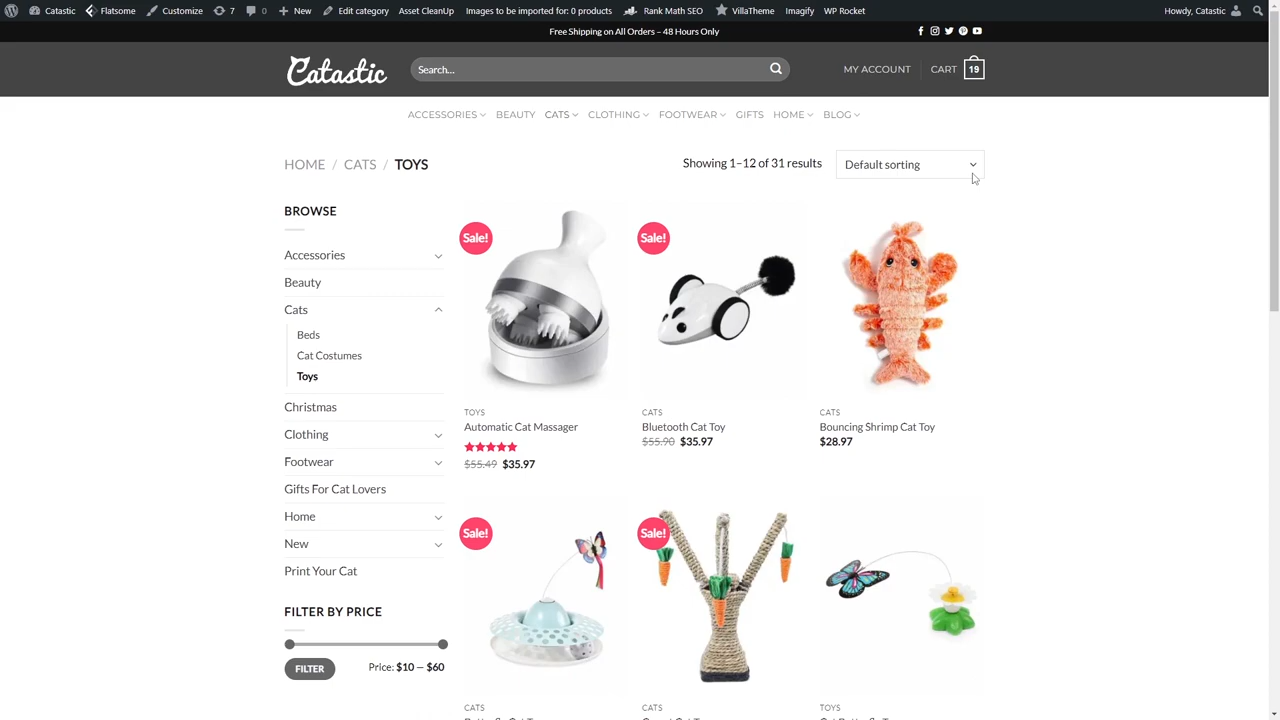 Catastic Flatsome Customize 7 0 New Edit category Asset CleanUp Images to be imported for: 0 products Rank Math SEO VillaTheme Imagify WP Rocket Howdy, Catastic
Free Shipping on All Orders – 48 Hours Only
Catastic Search... MY ACCOUNT CART 19
ACCESSORIES BEAUTY CATS CLOTHING FOOTWEAR GIFTS HOME BLOG
HOME / CATS / TOYS Showing 1–12 of 31 results Default sorting
BROWSE
Accessories
Beauty
Cats
Beds
Cat Costumes
Toys
Christmas
Clothing
Footwear
Gifts For Cat Lovers
Home
New
Print Your Cat
FILTER BY PRICE
FILTER Price: $10 — $60
Sale!
TOYS
Automatic Cat Massager
$55.49 $35.97
Sale!
CATS
Bluetooth Cat Toy
$55.90 $35.97
CATS
Bouncing Shrimp Cat Toy
$28.97
Sale!
CATS
Sale!
CATS
TOYS